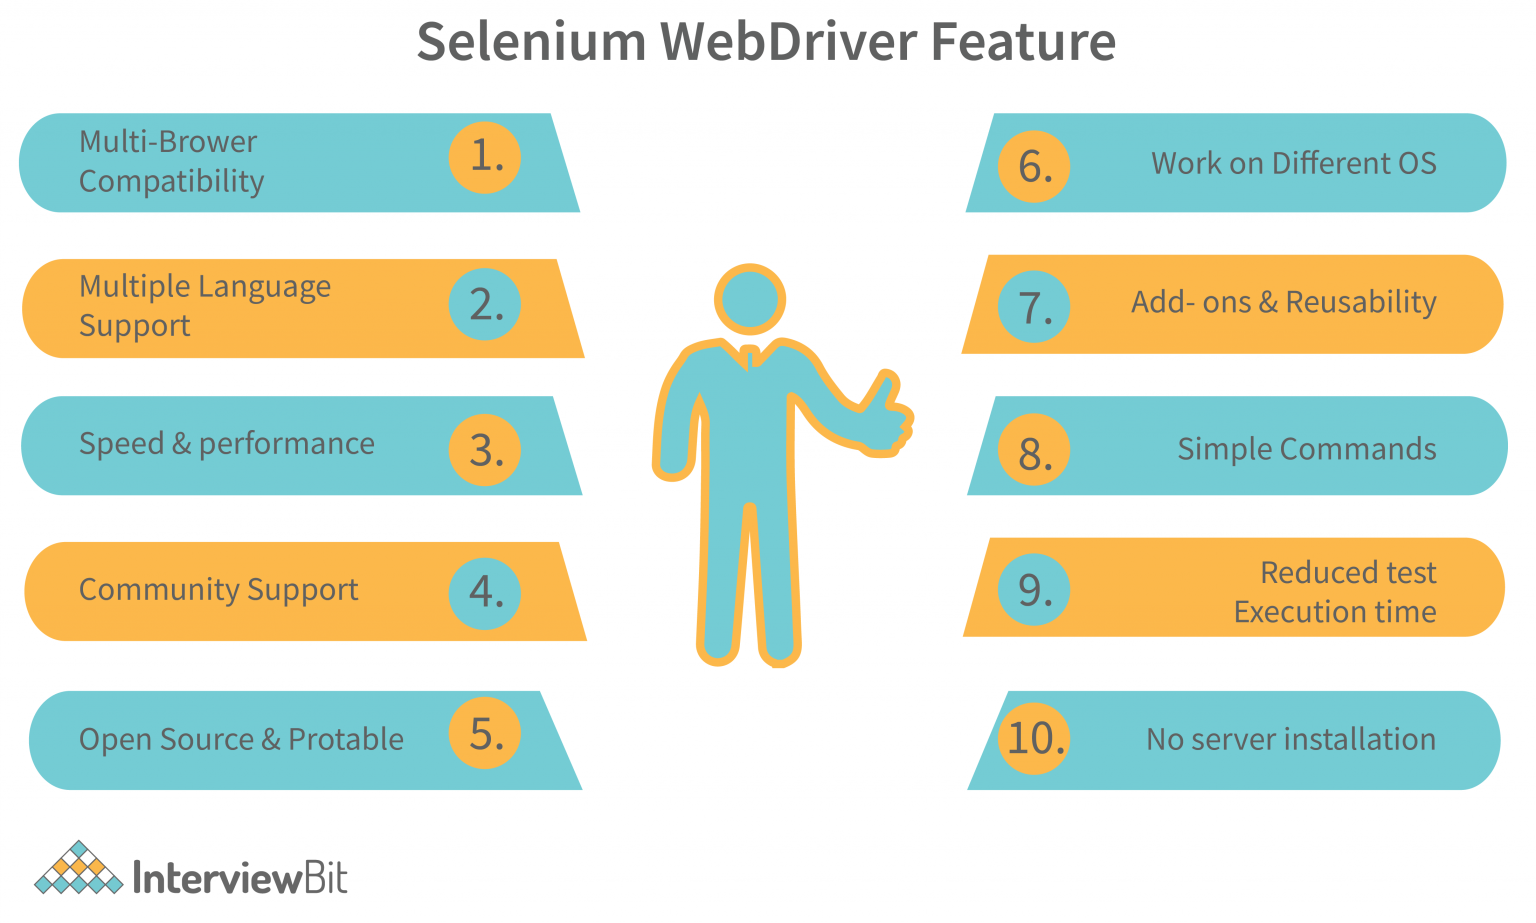 Selenium WebDriver Feature
Multi-Brower
Compatibility
1.
Multiple Language
Support
2.
Speed & performance
3.
Community Support
4.
Open Source & Protable
5.
6.
Work on Different OS
7.
Add- ons & Reusability
8.
Simple Commands
9.
Reduced test
Execution time
10.
No server installation
InterviewBit